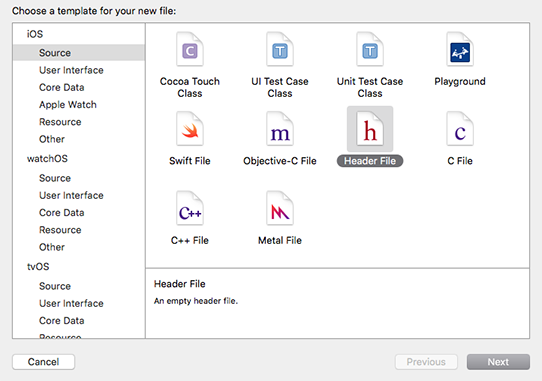 Choose a template for your new file:
iOS
Source
User Interface
Core Data
Apple Watch
Resource
Other
watchOS
Source
User Interface
Core Data
Resource
Other
tvOS
Source
User Interface
Core Data
Resource
C
Cocoa Touch
Class
T
UI Test Case
Class
T
Unit Test Case
Class
Playground
Swift File
m
Objective-C File
h
Header File
c
C File
C++
C++ File
Metal File
Header File
An empty header file.
Cancel
Previous
Next